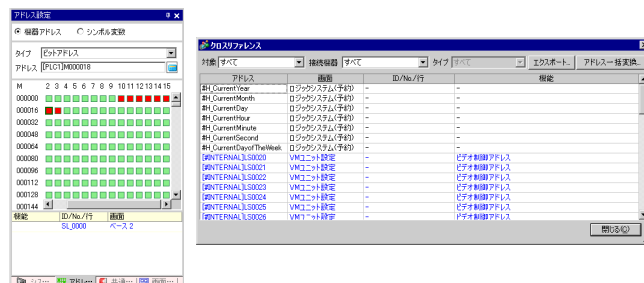 アドレス設定
機器アドレス シンボル変数
タイプ ビットアドレス
アドレス [PLC1]M000018
M 2 3 4 5 6 7 8 9 10 11 12 13 14 15
000000
000016
000032
000048
000064
000080
000096
000112
000128
000144
機能 ID/No./行 画面
SL_0000 ベース 2
シス... アドレ... 共通... 画面...
クロスリファレンス
対象 すべて 接続機器 すべて タイプ すべて エクスポート... アドレス一括変換...
アドレス 画面 ID/No./行 機能
#H_CurrentYear ロジックシステム(予約) - -
#H_CurrentMonth ロジックシステム(予約) - -
#H_CurrentDay ロジックシステム(予約) - -
#H_CurrentHour ロジックシステム(予約) - -
#H_CurrentMinute ロジックシステム(予約) - -
#H_CurrentSecond ロジックシステム(予約) - -
#H_CurrentDayofTheWeek ロジックシステム(予約) - -
[#INTERNAL]LS0020 VMユニット設定 - ビデオ制御アドレス
[#INTERNAL]LS0021 VMユニット設定 - ビデオ制御アドレス
[#INTERNAL]LS0022 VMユニット設定 - ビデオ制御アドレス
[#INTERNAL]LS0023 VMユニット設定 - ビデオ制御アドレス
[#INTERNAL]LS0024 VMユニット設定 - ビデオ制御アドレス
[#INTERNAL]LS0025 VMユニット設定 - ビデオ制御アドレス
[#INTERNAL]LS0026 VMユニット設定 - ビデオ制御アドレス
閉じる(C)